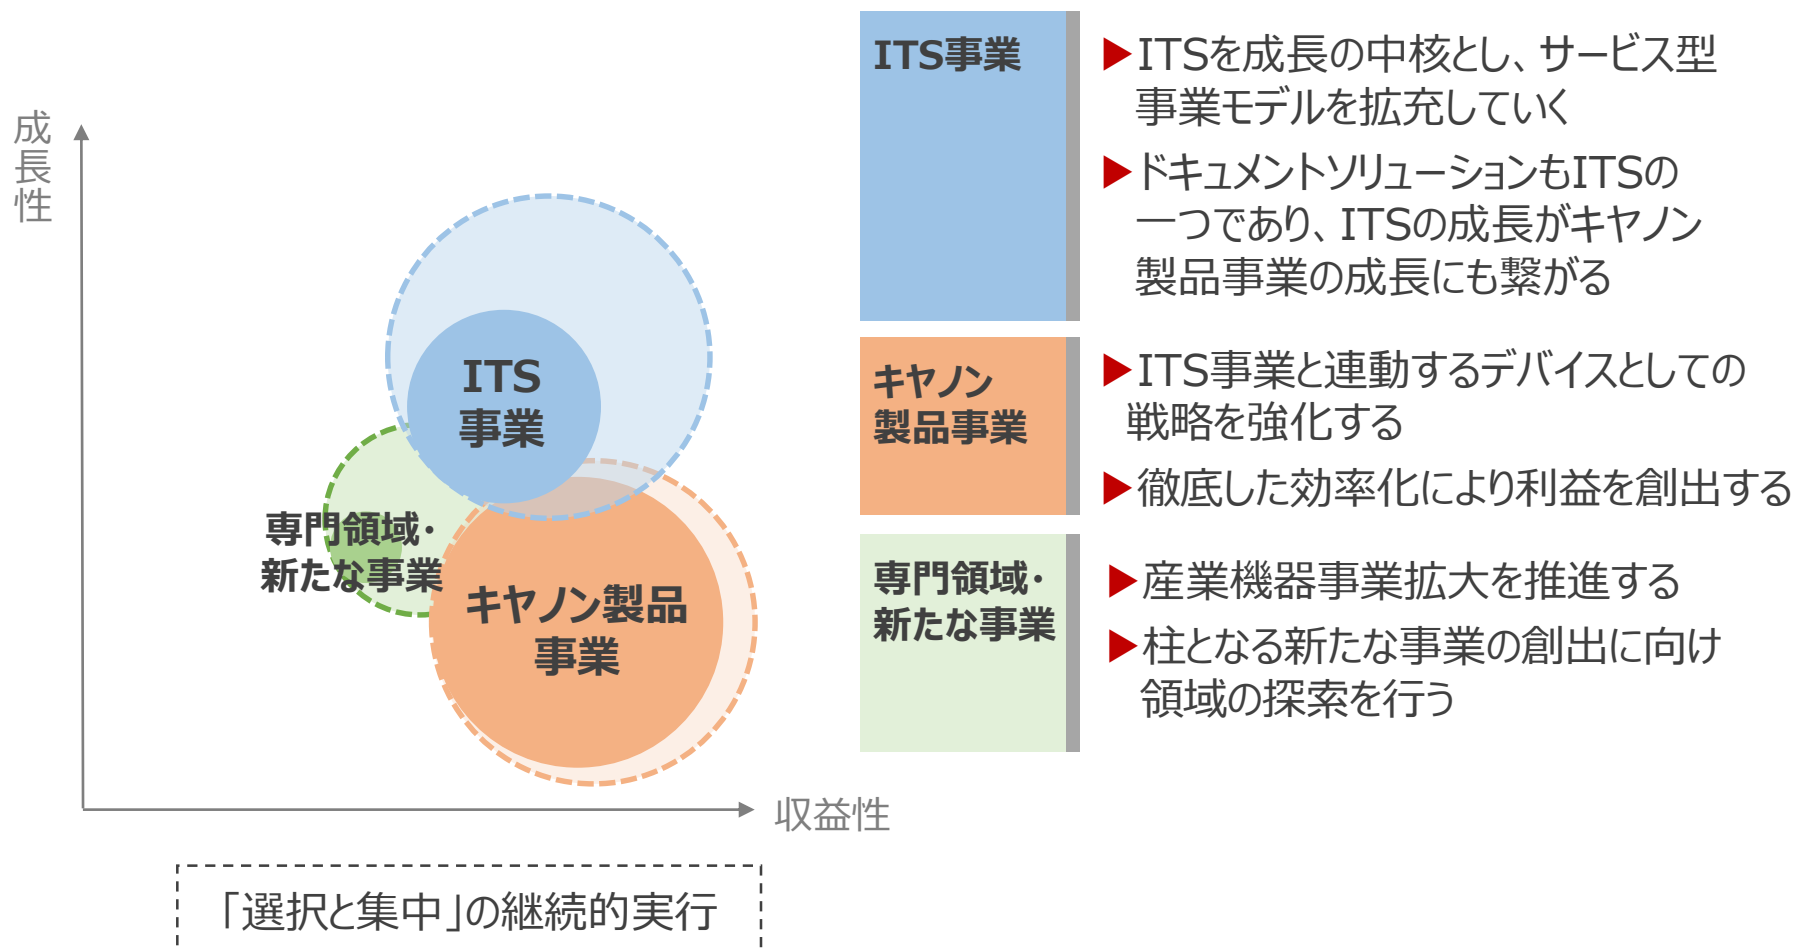 成長性
ITS
事業
専門領域・
新たな事業
キヤノン製品
事業
収益性
「選択と集中」の継続的実行
ITS事業
▶ITSを成長の中核とし、サービス型
事業モデルを拡充していく
▶ドキュメントソリューションもITSの
一つであり、ITSの成長がキヤノン
製品事業の成長にも繋がる
キヤノン
製品事業
▶ITS事業と連動するデバイスとしての
戦略を強化する
▶徹底した効率化により利益を創出する
専門領域・
新たな事業
▶産業機器事業拡大を推進する
▶柱となる新たな事業の創出に向け
領域の探索を行う